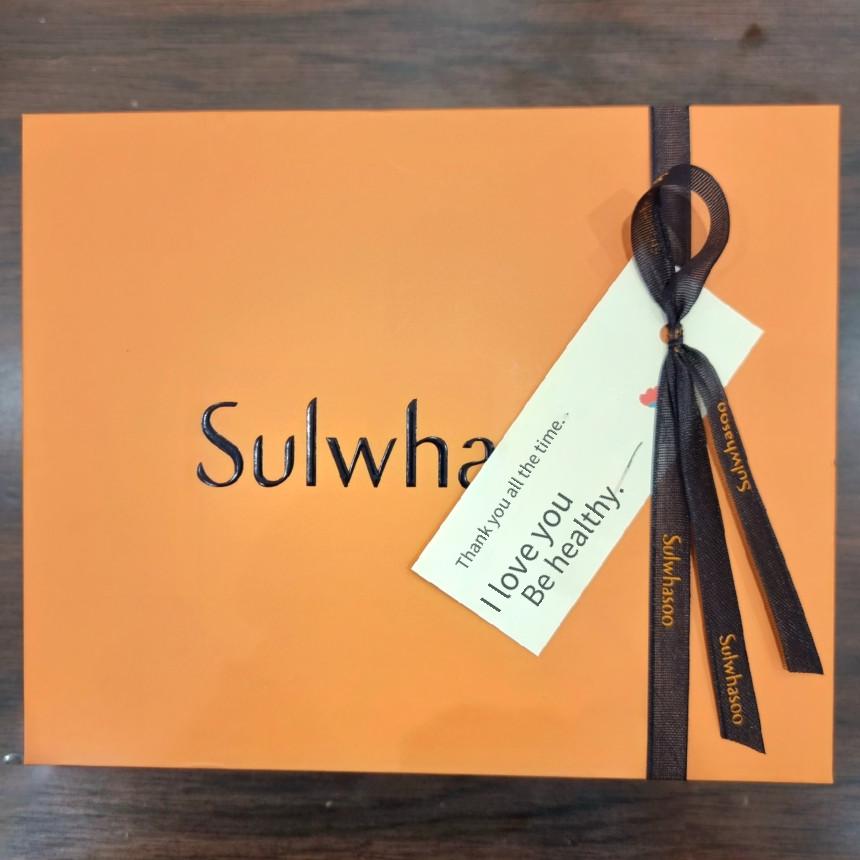 Sulwha
Thank you all the time..
I love you
Be healthy.
Sulwhasoo
Sulwhasoo
Sulwhasoo